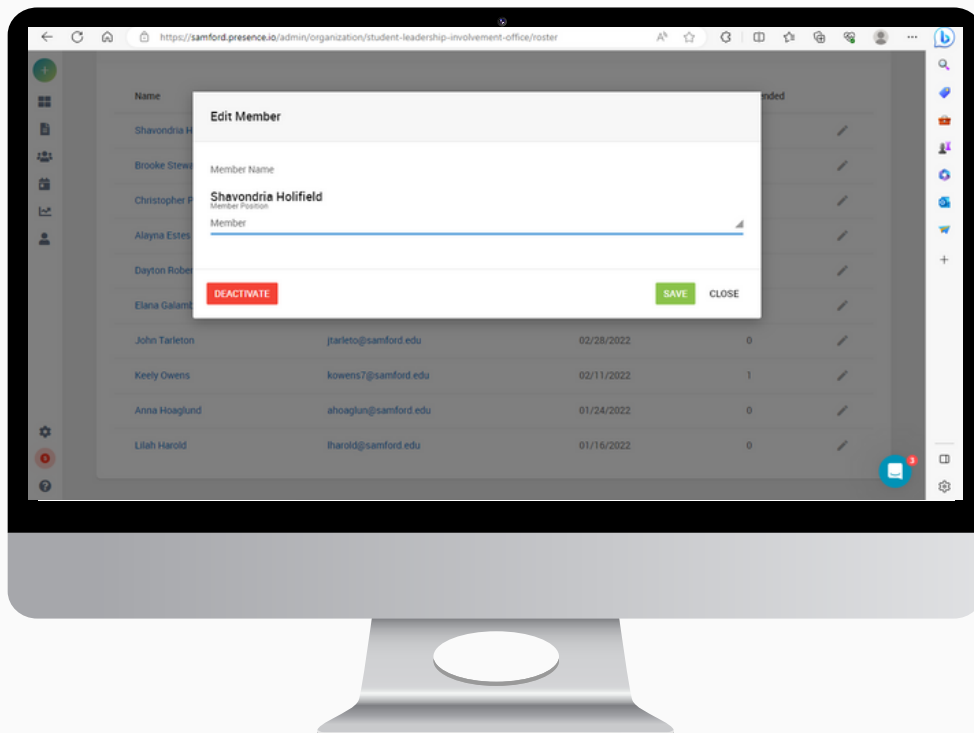 https://samford.presence.io/admin/organization/student-leadership-involvement-office/roster
Name
Edit Member
Shavondria H
Brooke Stewa
Member Name
Christopher P
Shavondria Holifield
Member Position
Member
Alayna Estes
Dayton Rober
DEACTIVATE
SAVE
CLOSE
Elana Galamb
John Tarleton jtarleto@samford.edu 02/28/2022 0
Keely Owens kowens7@samford.edu 02/11/2022 1
Anna Hoaglund ahoaglun@samford.edu 01/24/2022 0
Lilah Harold lharold@samford.edu 01/16/2022 0
3